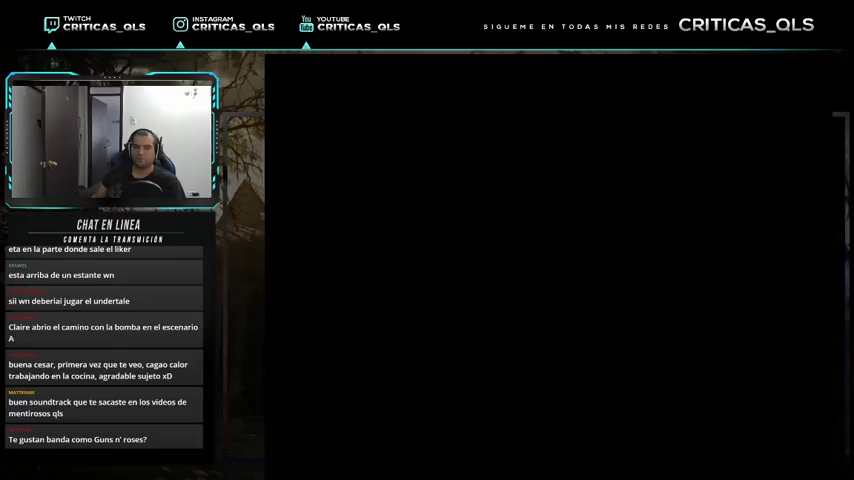 TWITCH
CRITICAS_QLS
INSTAGRAM
CRITICAS_QLS
You
Tube
YOUTUBE
CRITICAS_QLS
SIGUEME EN TODAS MIS REDES
CRITICAS_QLS
CHAT EN LINEA
COMENTA LA TRANSMICIÓN
eta en la parte donde sale el liker
esta arriba de un estante wn
sii wn deberiai jugar el undertale
Claire abrio el camino con la bomba en el escenario
A
buena cesar, primera vez que te veo, cagao calor
trabajando en la cocina, agradable sujeto xD
buen soundtrack que te sacaste en los videos de
mentirosos qls
Te gustan banda como Guns n' roses?